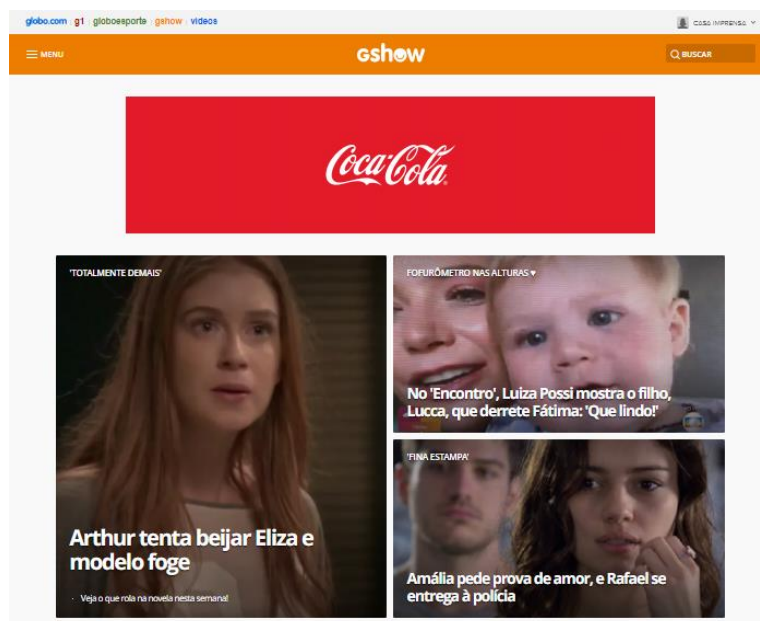 globo.com g1 globoesporte gshow vídeos
CASA IMPRENSA
MENU
gshow
BUSCAR
Coca-Cola
'TOTALMENTE DEMAIS'
Arthur tenta beijar Eliza e
modelo foge
· Veja o que rola na novela nesta semana!
FOFURÔMETRO NAS ALTURAS ♥
No 'Encontro', Luiza Possi mostra o filho,
Lucca, que derrete Fátima: 'Que lindo!'
'FINA ESTAMPA'
Amália pede prova de amor, e Rafael se
entrega à polícia